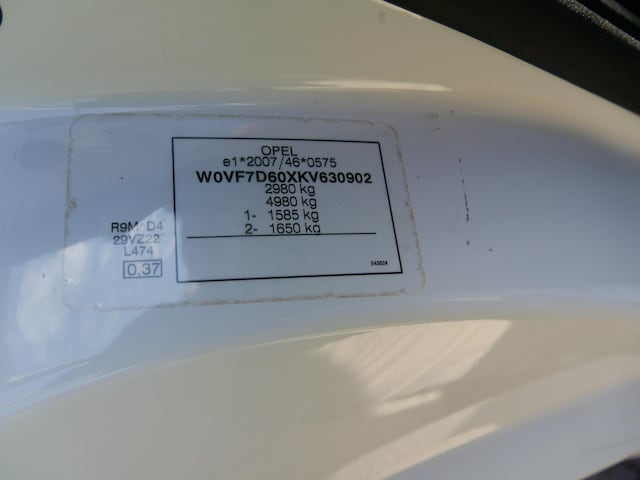 OPEL
e1*2007/46*0575
W0VF7D60XKV630902
2980 kg
4980 kg
1- 1585 kg
2- 1650 kg
R9M D4
29VZ22
L474
0.37
543024